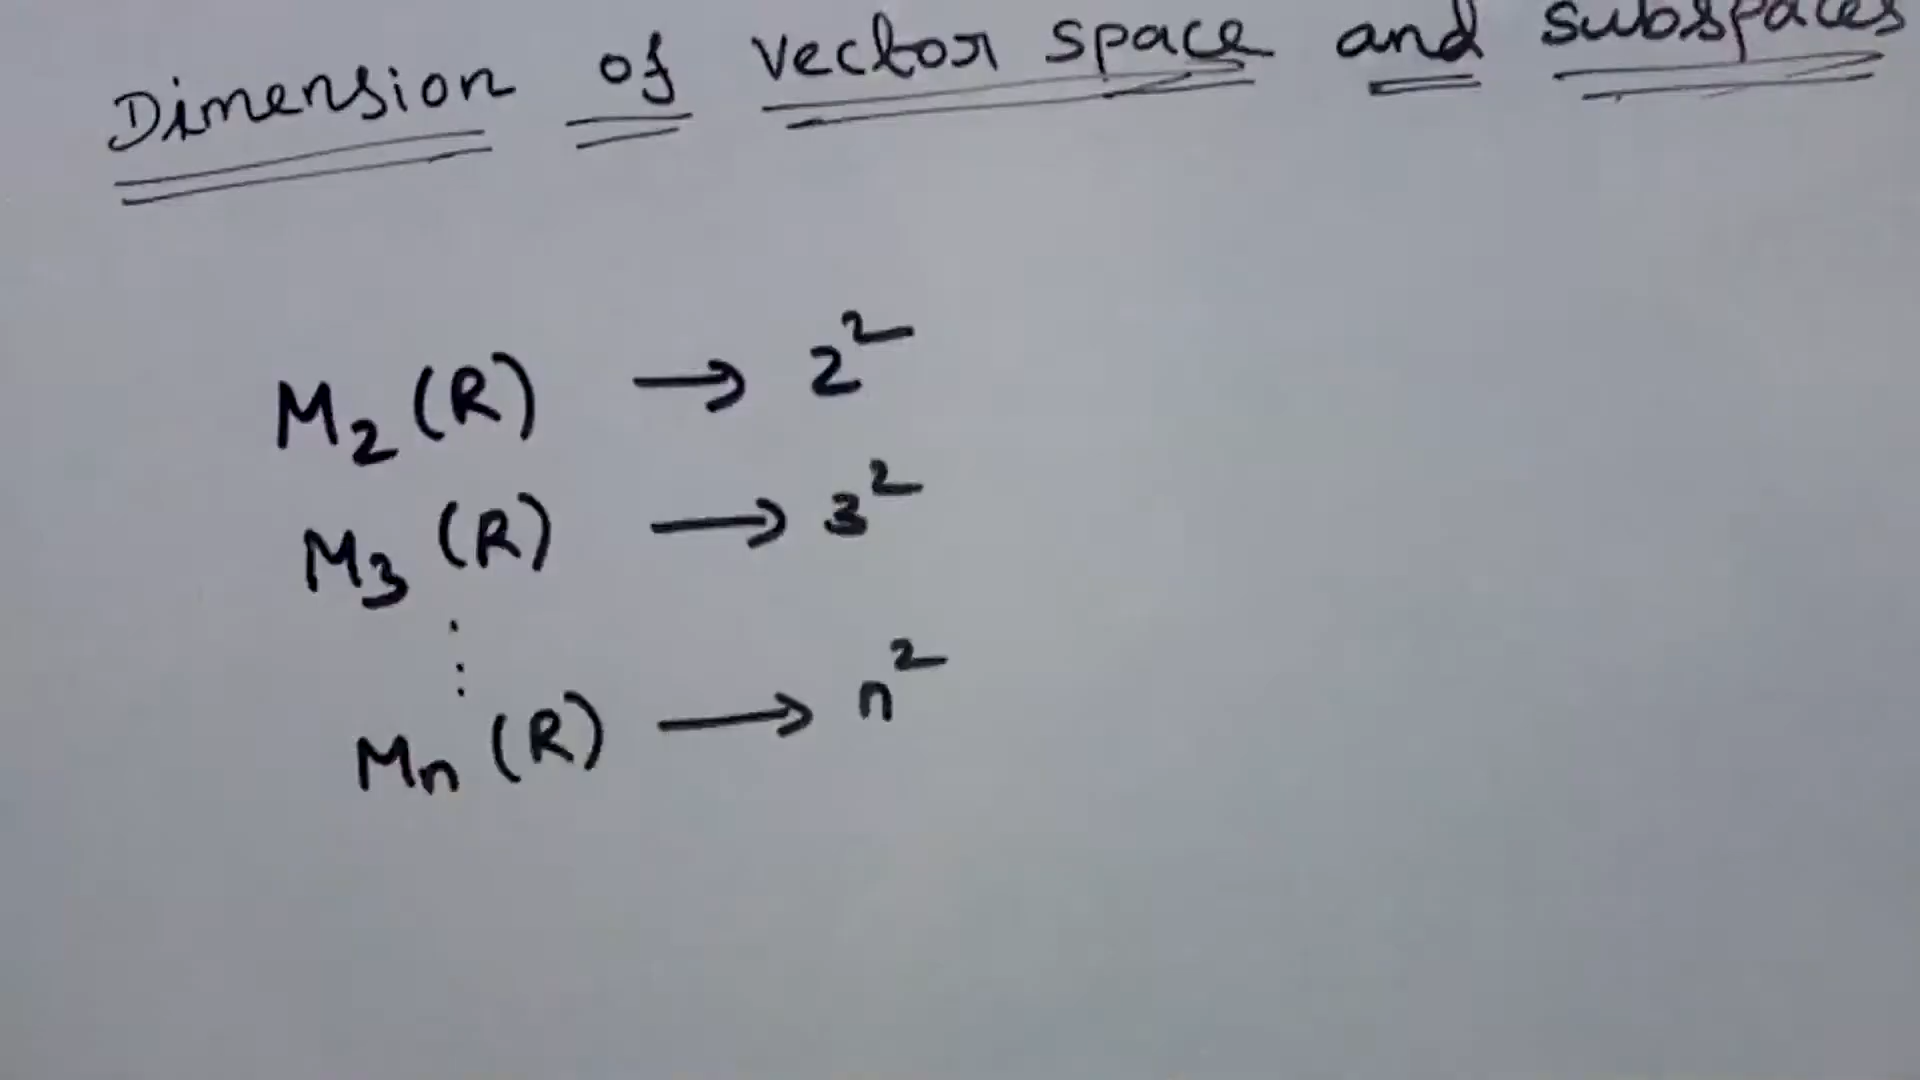 Dimension of vector space and subspaces
M₂ (R) → 2²
M₃ (R) → 3²
⋮
Mₙ (R) → n²